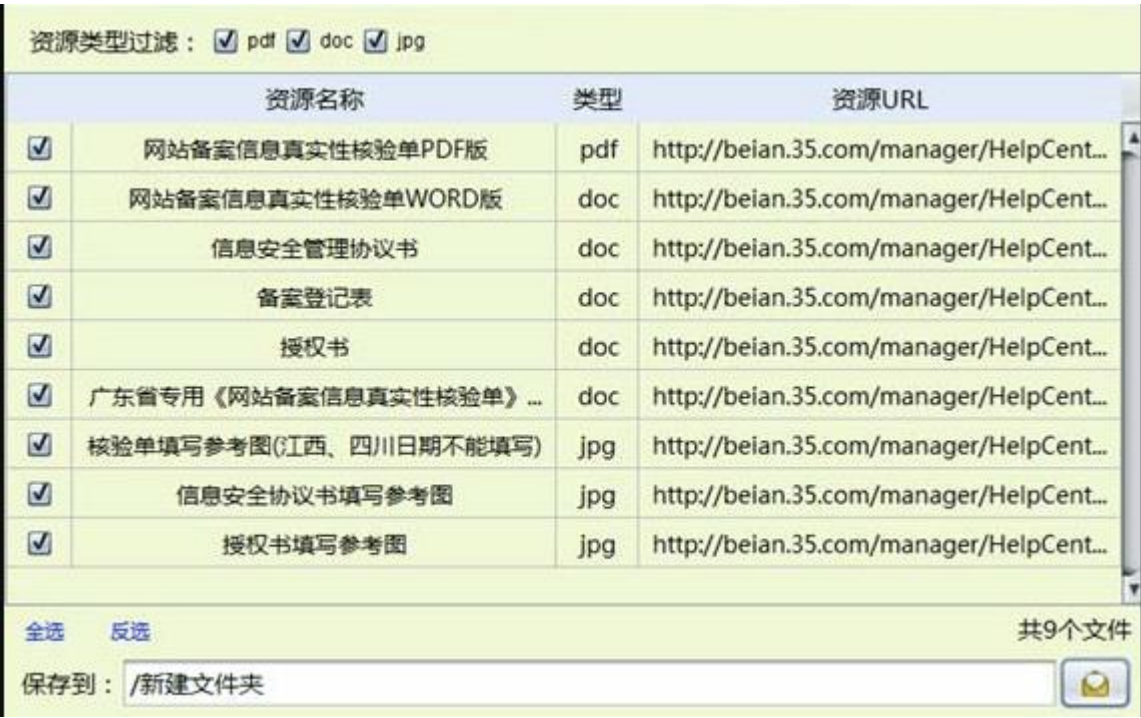 资源类型过滤： pdf doc jpg
资源名称 类型 资源URL
网站备案信息真实性核验单PDF版 pdf http://beian.35.com/manager/HelpCent...
网站备案信息真实性核验单WORD版 doc http://beian.35.com/manager/HelpCent...
信息安全管理协议书 doc http://beian.35.com/manager/HelpCent...
备案登记表 doc http://beian.35.com/manager/HelpCent...
授权书 doc http://beian.35.com/manager/HelpCent...
广东省专用《网站备案信息真实性核验单》... doc http://beian.35.com/manager/HelpCent...
核验单填写参考图(江西、四川日期不能填写) jpg http://beian.35.com/manager/HelpCent...
信息安全协议书填写参考图 jpg http://beian.35.com/manager/HelpCent...
授权书填写参考图 jpg http://beian.35.com/manager/HelpCent...
全选 反选 共9个文件
保存到： /新建文件夹